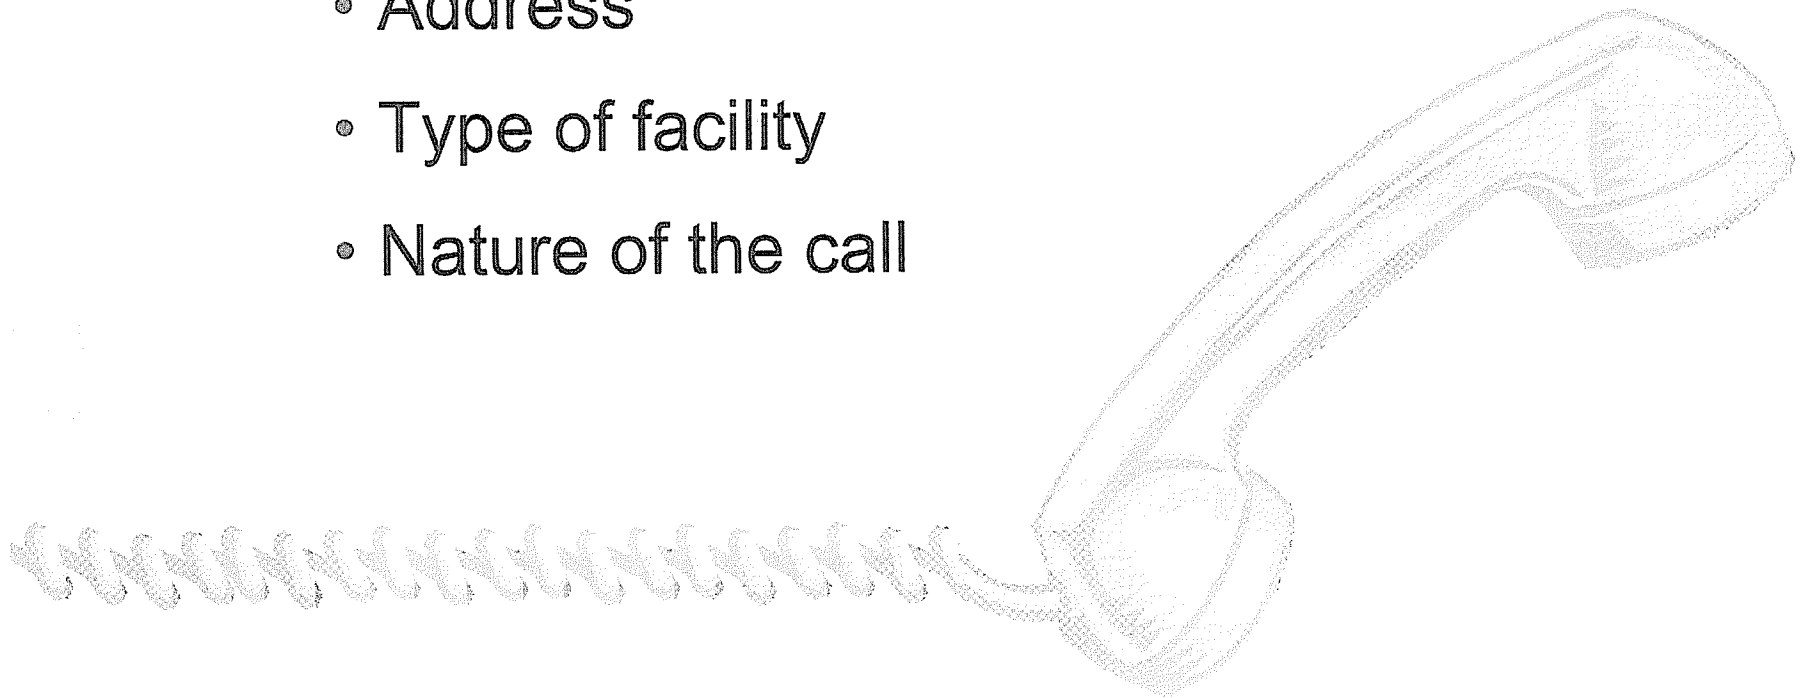 • Address
• Type of facility
• Nature of the call